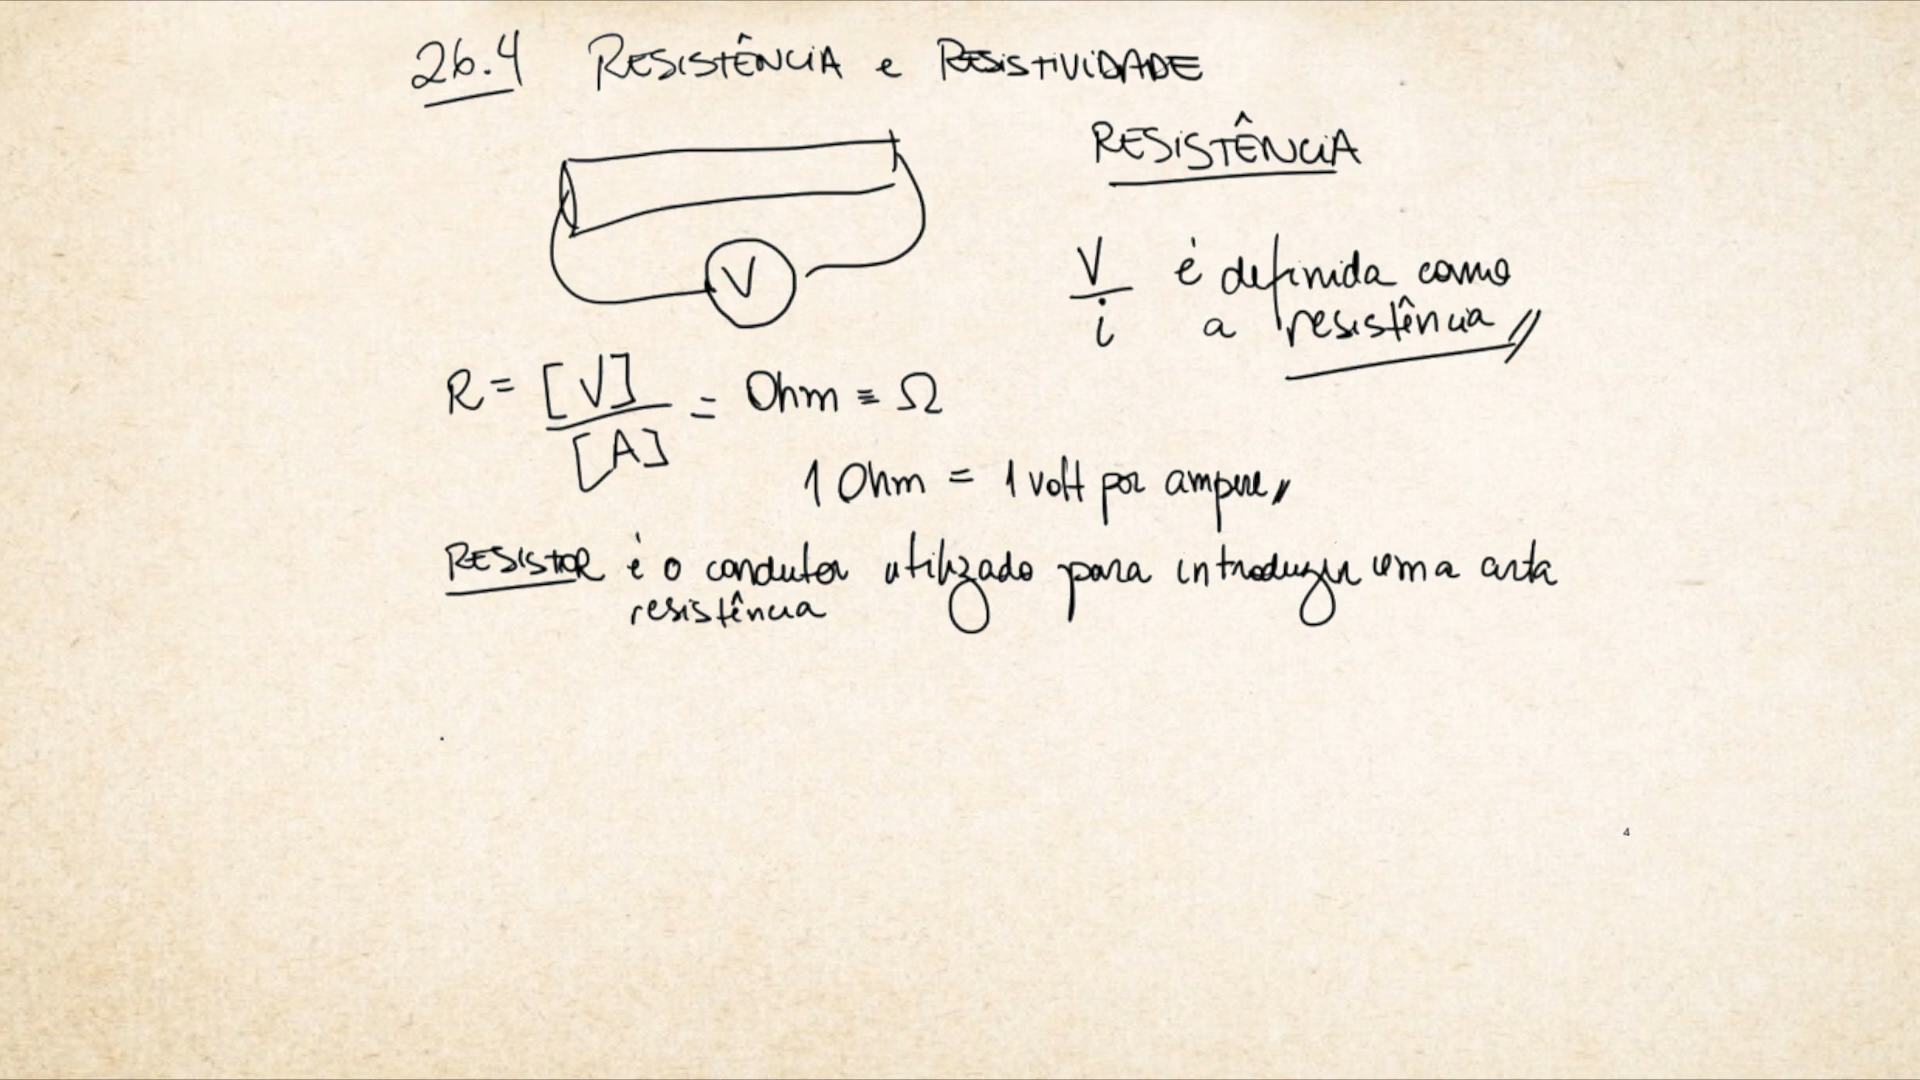 26.4 RESISTÊNCIA e RESISTIVIDADE
RESISTÊNCIA
V
V/i é definida como
a resistência //
R = [V]/[A] = Ohm ≡ Ω
1 Ohm = 1 volt por ampere //
RESISTOR é o condutor utilizado para introduzir uma certa
resistência
4